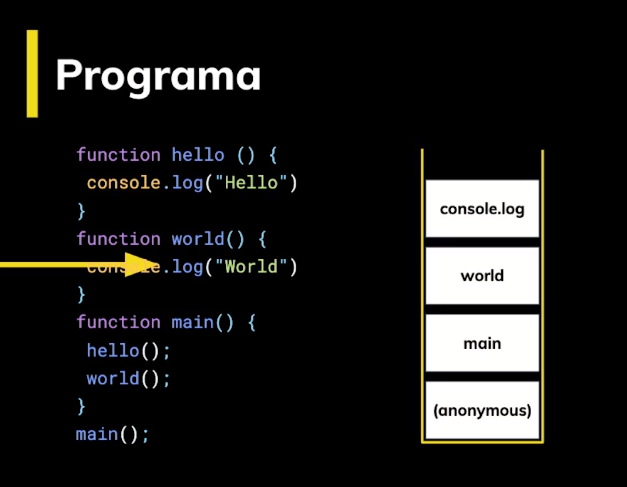 Programa
function hello () {
console.log("Hello")
}
function world() {
console.log("World")
}
function main() {
hello();
world();
}
main();
console.log
world
main
(anonymous)